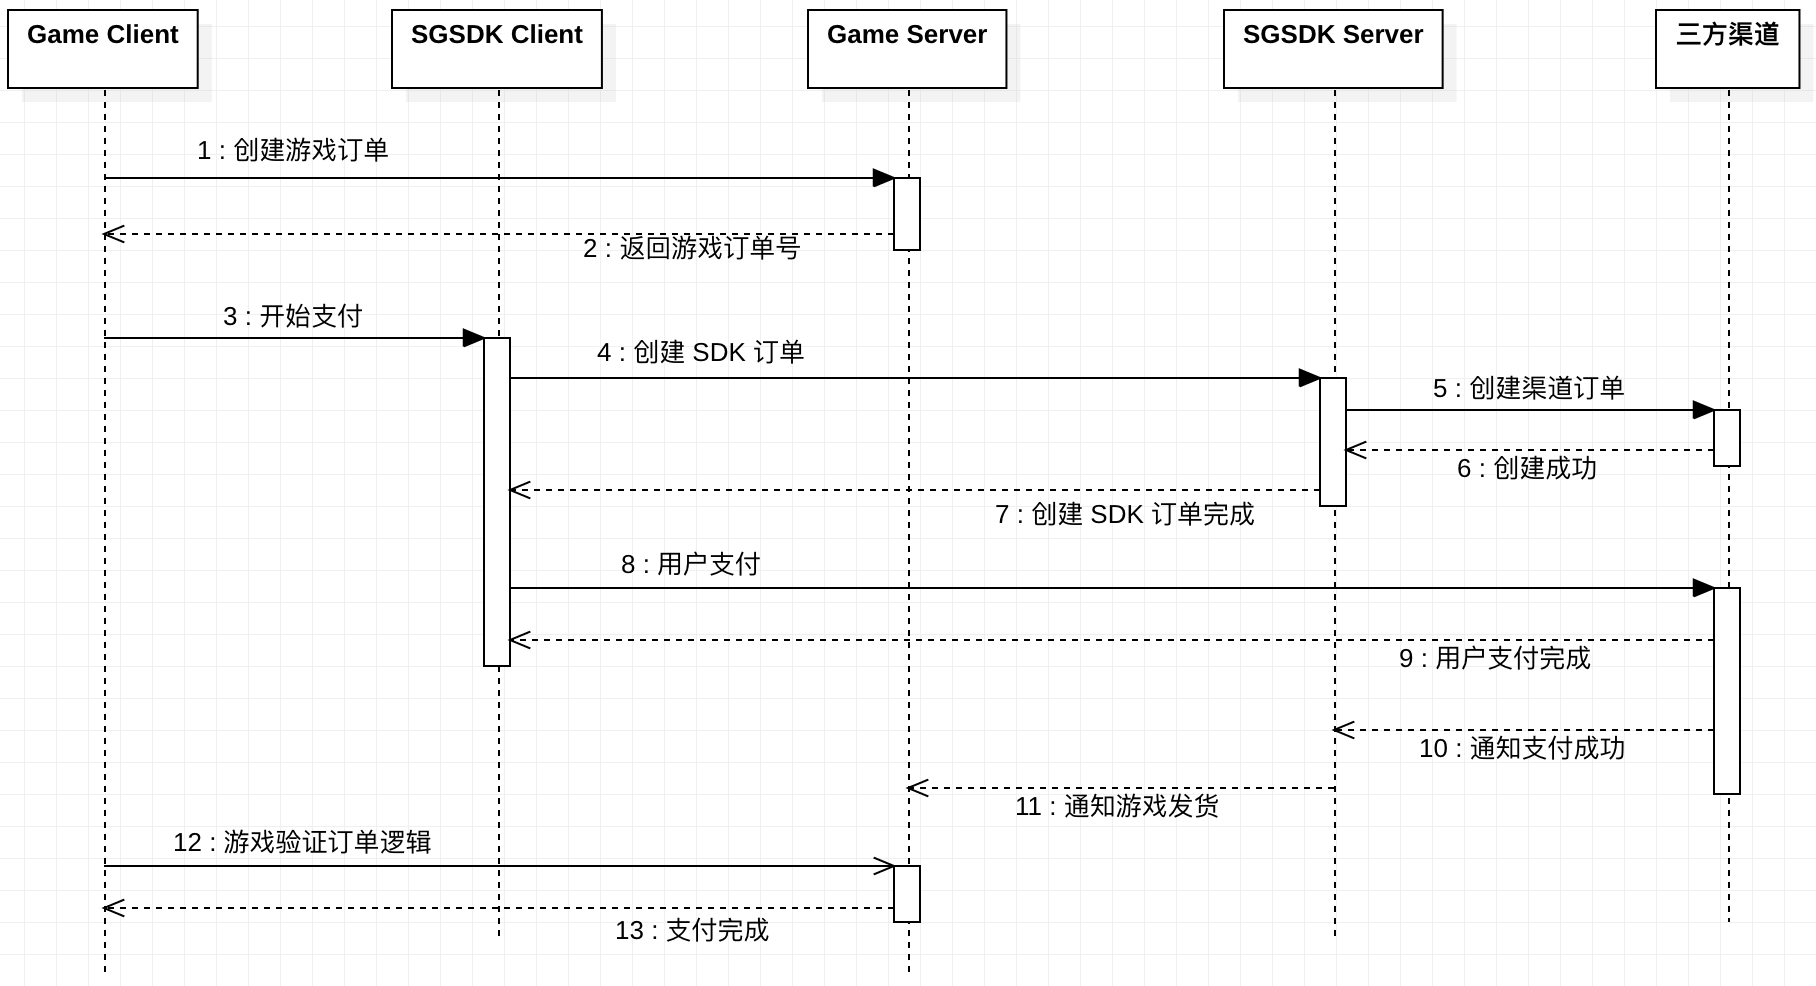 Game Client
SGSDK Client
Game Server
SGSDK Server
三方渠道
1 : 创建游戏订单
2 : 返回游戏订单号
3 : 开始支付
4 : 创建 SDK 订单
5 : 创建渠道订单
6 : 创建成功
7 : 创建 SDK 订单完成
8 : 用户支付
9 : 用户支付完成
10 : 通知支付成功
11 : 通知游戏发货
12 : 游戏验证订单逻辑
13 : 支付完成